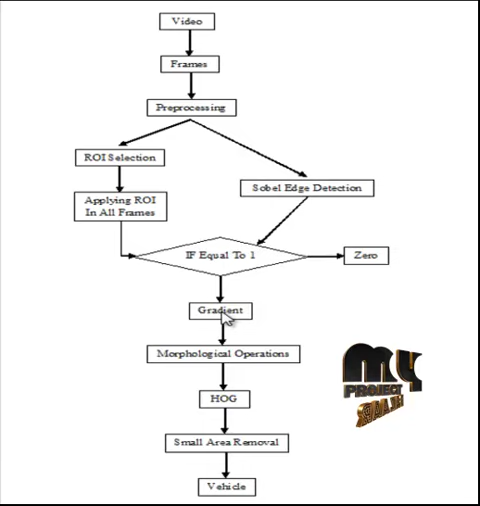 Video
Frames
Preprocessing
ROI Selection
Sobel Edge Detection
Applying ROI
In All Frames
IF Equal To 1
Zero
Gradient
Morphological Operations
HOG
Small Area Removal
Vehicle
MY
PROJECT